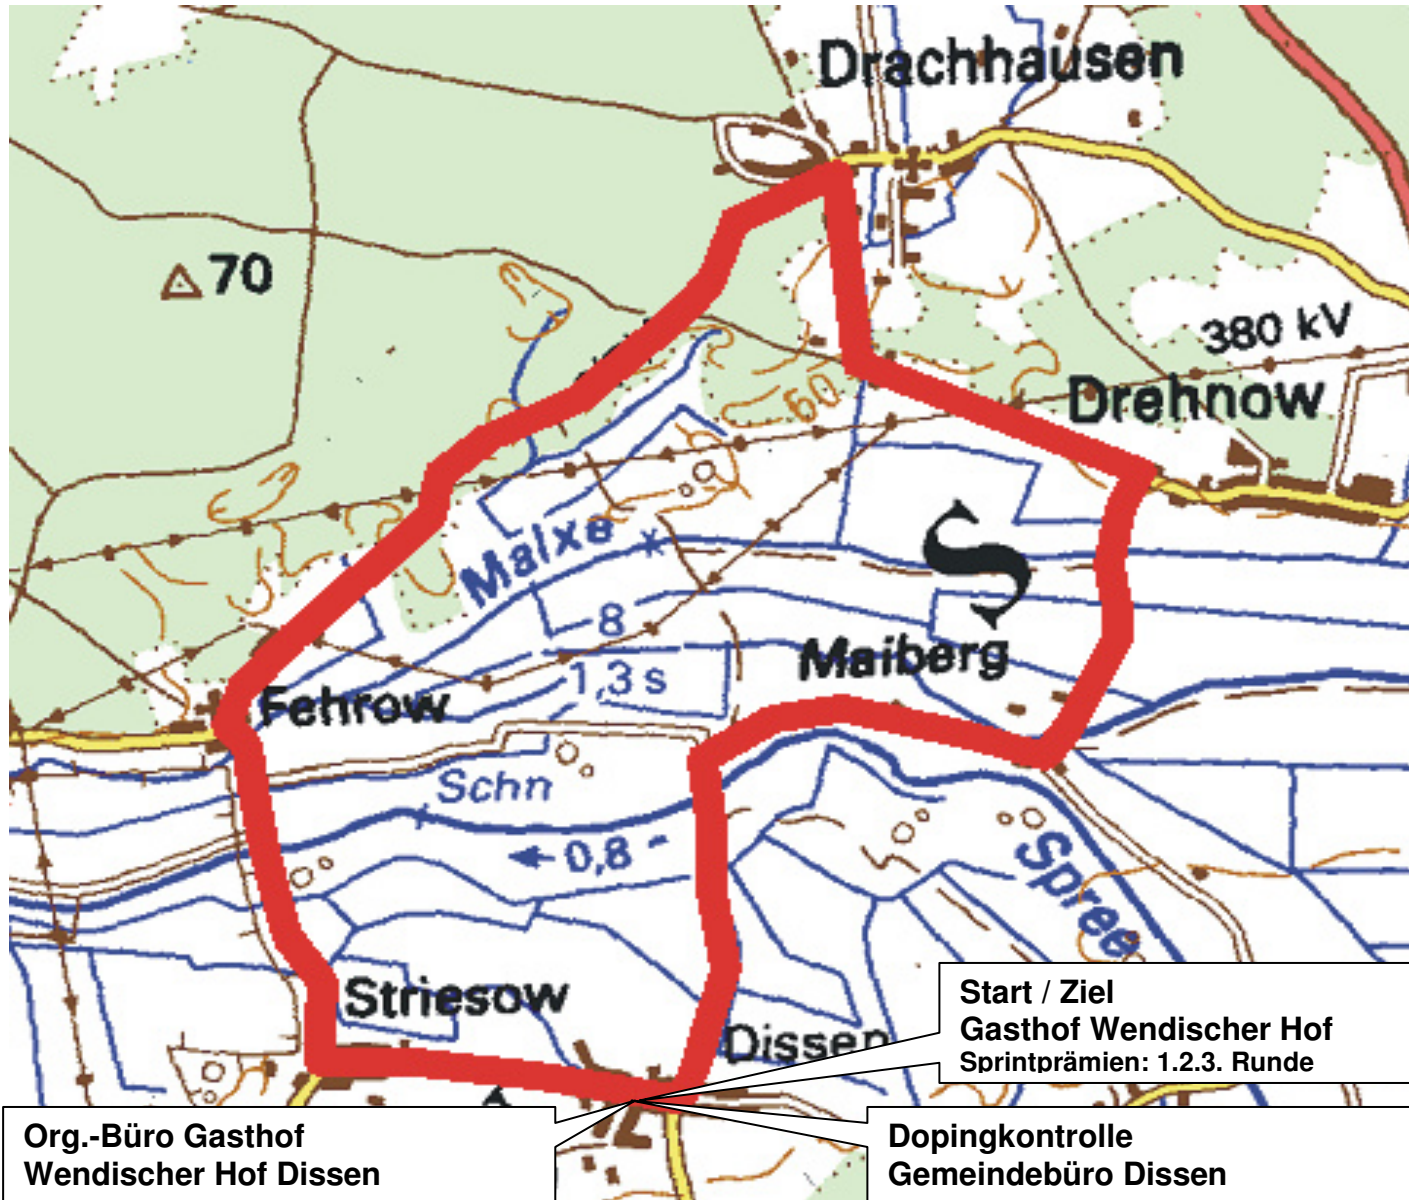 Drachhausen
70
380 kV
Drehnow
60
Malxe
S
8
Maiberg
1,3 s
Fehrow
Schn
0,8
Spree
Striesow
Dissen
Start / Ziel
Gasthof Wendischer Hof
Sprintprämien: 1.2.3. Runde
Org.-Büro Gasthof
Wendischer Hof Dissen
Dopingkontrolle
Gemeindebüro Dissen